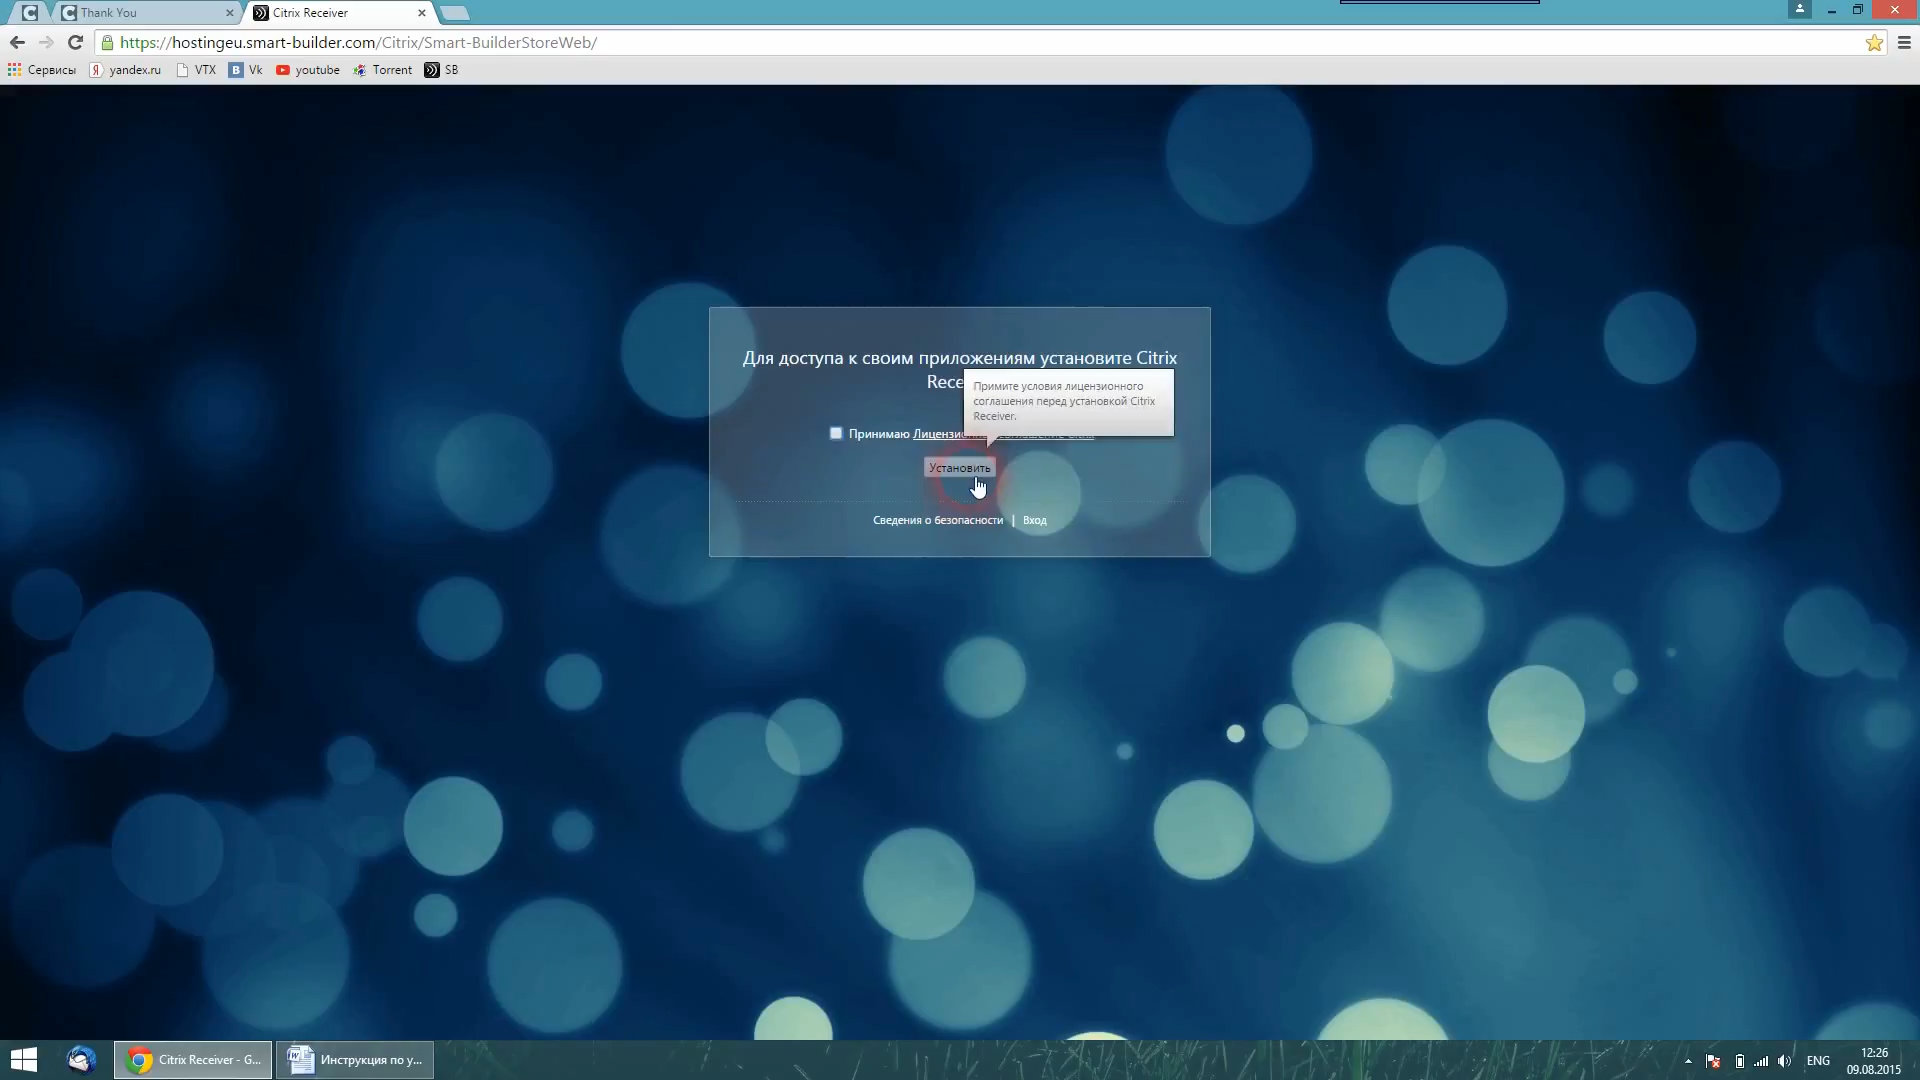 Thank You
Citrix Receiver
https://hostingeu.smart-builder.com/Citrix/Smart-BuilderStoreWeb/
Сервисы
yandex.ru
VTX
Vk
youtube
Torrent
SB
Для доступа к своим приложениям установите Citrix
Примите условия лицензионного
соглашения перед установкой Citrix
Receiver.
Принимаю
Установить
Сведения о безопасности | Вход
Citrix Receiver - G...
Инструкция по у...
ENG
12:26
09.08.2015